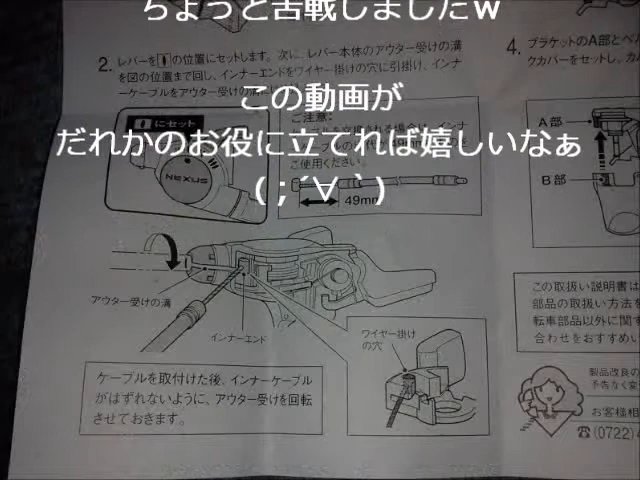 ちょっと苦戦しましたｗ
2. レバーを1の位置にセットします。次に、レバー本体のアウター受けの溝
を図の位置まで回し、インナーエンドをワイヤー掛けの穴に引掛け、インナ
ーケーブルをアウター受けの溝に
この動画が
だれかのお役に立てれば嬉しいなぁ
(；´∀｀)
1にセット
NEXUS
ご注意：
ご使用ください。
49mm
アウター受けの溝
インナーエンド
ワイヤー掛け
の穴
ケーブルを取付けた後、インナーケーブル
がはずれないように、アウター受けを回転
させておきます。
4. ブラケットのA部とベ
クカバーをセットし、カ
A部
B部
この取扱い説明書は
部品の取扱い方法
転車部品以外に関す
合わせをおすすめい
製品改良の
予告なく変
お客様相
☎(0722)4